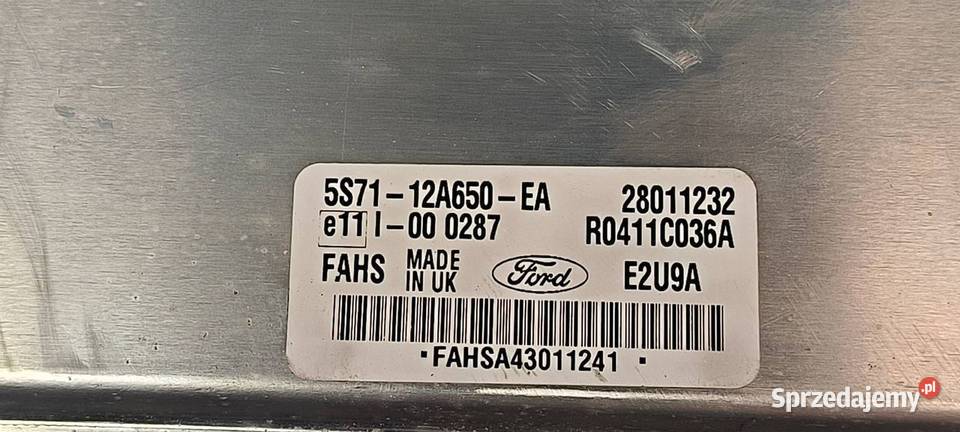 5S71-12A650-EA 28011232
e11 I-00 0287 R0411C036A
FAHS MADE IN UK Ford E2U9A
·FAHSA43011241·
Sprzedajemy.pl